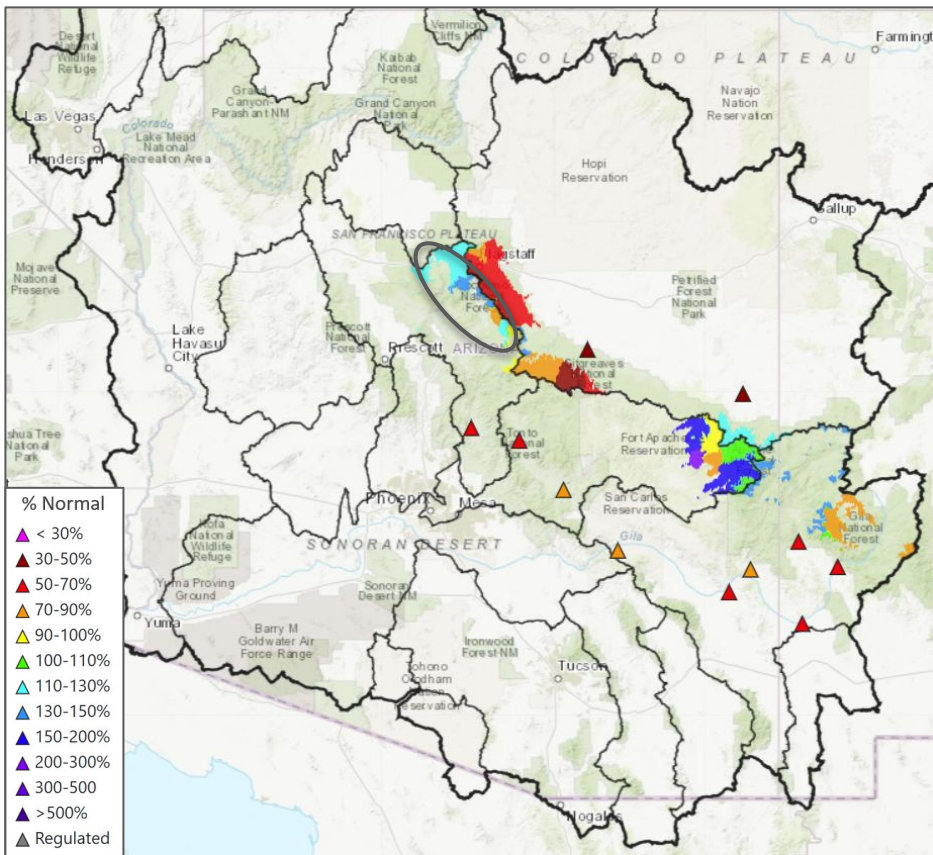 Desert
National
Wildlife
Refuge
Vermilion
Cliffs NM
COLORADO PLATEAU
Farmington
Kaibab
National
Forest
Grand
Canyon-
Parashant NM
Grand Canyon
National
Park
Navajo
Nation
Reservation
Las Vegas
Colorado
Lake Mead
National
Recreation Area
Henderson
Hopi
Reservation
Gallup
SAN FRANCISCO PLATEAU
Flagstaff
Mojave
National
Preserve
Petrified
Forest
National
Park
Lake
Havasu
City
Prescott
National
Forest
Prescott
ARIZONA
Sitgreaves
National
Forest
Joshua Tree
National
Park
Tonto
National
Forest
Fort Apache
Reservation
Phoenix
Mesa
San Carlos
Reservation
Gila
National
Forest
Kofa
National
Wildlife
Refuge
SONORAN DESERT
Gila
Yuma Proving
Ground
Sonoran
Desert NM
Yuma
Barry M
Goldwater Air
Force Range
Ironwood
Forest NM
Tucson
Tohono
O'odham
Nation
Reservation
Nogales
% Normal
< 30%
30-50%
50-70%
70-90%
90-100%
100-110%
110-130%
130-150%
150-200%
200-300%
300-500
>500%
Regulated